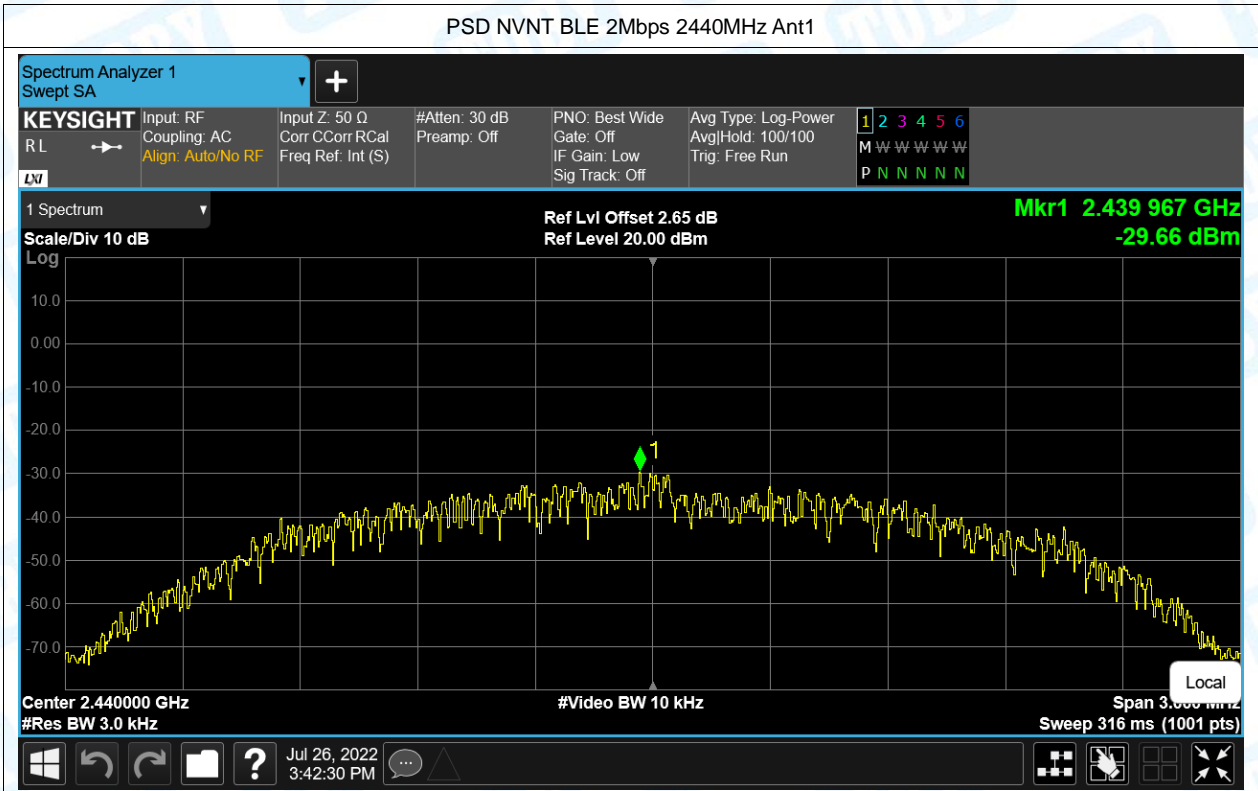 PSD NVNT BLE 2Mbps 2440MHz Ant1
Spectrum Analyzer 1
Swept SA
KEYSIGHT
R L
LXI
Input: RF
Coupling: AC
Align: Auto/No RF
Input Z: 50 Ω
Corr CCorr RCal
Freq Ref: Int (S)
#Atten: 30 dB
Preamp: Off
PNO: Best Wide
Gate: Off
IF Gain: Low
Sig Track: Off
Avg Type: Log-Power
Avg|Hold: 100/100
Trig: Free Run
1 2 3 4 5 6
M W W W W W
P N N N N N
1 Spectrum
Scale/Div 10 dB
Ref Lvl Offset 2.65 dB
Ref Level 20.00 dBm
Mkr1 2.439 967 GHz
-29.66 dBm
Log
10.0
0.00
-10.0
-20.0
-30.0
-40.0
-50.0
-60.0
-70.0
1
Local
Center 2.440000 GHz
#Video BW 10 kHz
Span 3.000 MHz
#Res BW 3.0 kHz
Sweep 316 ms (1001 pts)
?
Jul 26, 2022
3:42:30 PM